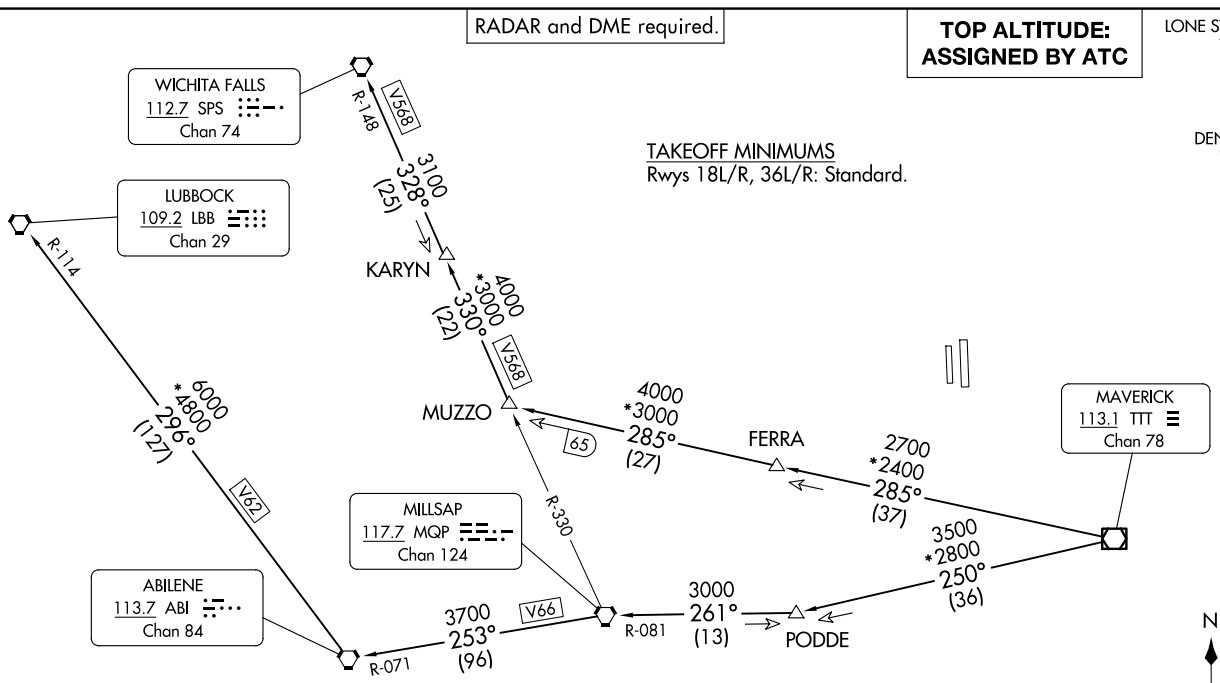 RADAR and DME required.
TOP ALTITUDE:
ASSIGNED BY ATC
LONE S
DEN
WICHITA FALLS
112.7 SPS
Chan 74
R-148
V568
3100
328°
(25)
TAKEOFF MINIMUMS
Rwys 18L/R, 36L/R: Standard.
LUBBOCK
109.2 LBB
Chan 29
R-114
KARYN
4000
*3000
330°
(22)
V568
MUZZO
65
4000
*3000
285°
(27)
FERRA
2700
*2400
285°
(37)
MAVERICK
113.1 TTT
Chan 78
6000
*4800
296°
(127)
V62
R-330
MILLSAP
117.7 MQP
Chan 124
3500
*2800
250°
(36)
ABILENE
113.7 ABI
Chan 84
R-071
3700
V66
253°
(96)
R-081
3000
261°
(13)
PODDE
N